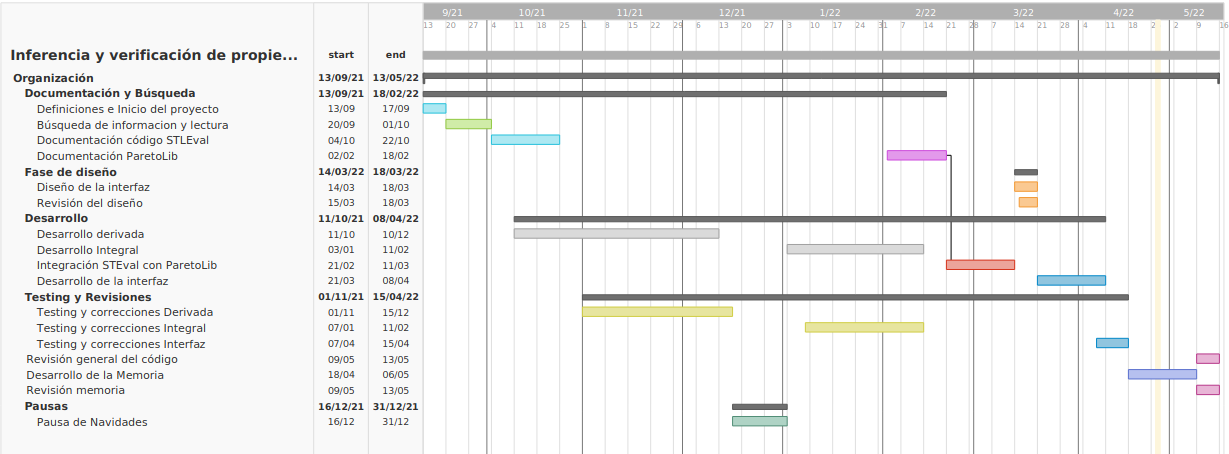 9/21 10/21 11/21 12/21 1/22 2/22 3/22 4/22 5/22
13 20 27 4 11 18 25 1 8 15 22 29 6 13 20 27 3 10 17 24 31 7 14 21 28 7 14 21 28 4 11 18 2 2 9 16
Inferencia y verificación de propie... start end
Organización 13/09/21 13/05/22
Documentación y Búsqueda 13/09/21 18/02/22
Definiciones e Inicio del proyecto 13/09 17/09
Búsqueda de informacion y lectura 20/09 01/10
Documentación código STLEval 04/10 22/10
Documentación ParetoLib 02/02 18/02
Fase de diseño 14/03/22 18/03/22
Diseño de la interfaz 14/03 18/03
Revisión del diseño 15/03 18/03
Desarrollo 11/10/21 08/04/22
Desarrollo derivada 11/10 10/12
Desarrollo Integral 03/01 11/02
Integración STEval con ParetoLib 21/02 11/03
Desarrollo de la interfaz 21/03 08/04
Testing y Revisiones 01/11/21 15/04/22
Testing y correcciones Derivada 01/11 15/12
Testing y correcciones Integral 07/01 11/02
Testing y correcciones Interfaz 07/04 15/04
Revisión general del código 09/05 13/05
Desarrollo de la Memoria 18/04 06/05
Revisión memoria 09/05 13/05
Pausas 16/12/21 31/12/21
Pausa de Navidades 16/12 31/12